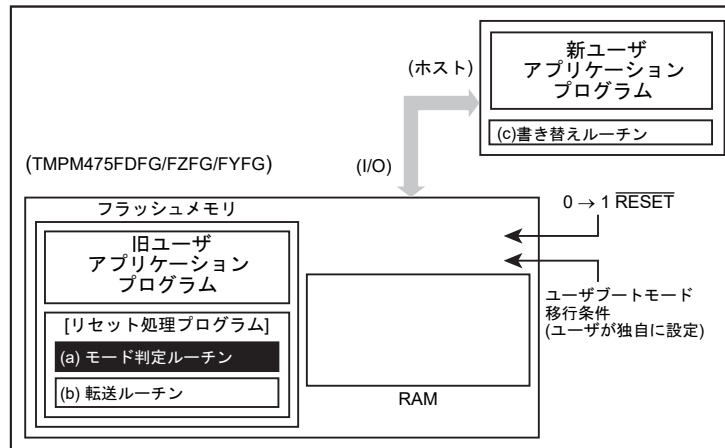 新ユーザ
アプリケーション
プログラム
(ホスト)
(c)書き替えルーチン
(TMPM475FDFG/FZFG/FYFG)
(I/O)
フラッシュメモリ
0 → 1 RESET
旧ユーザ
アプリケーション
プログラム
[リセット処理プログラム]
(a) モード判定ルーチン
(b) 転送ルーチン
RAM
ユーザブートモード
移行条件
(ユーザが独自に設定)